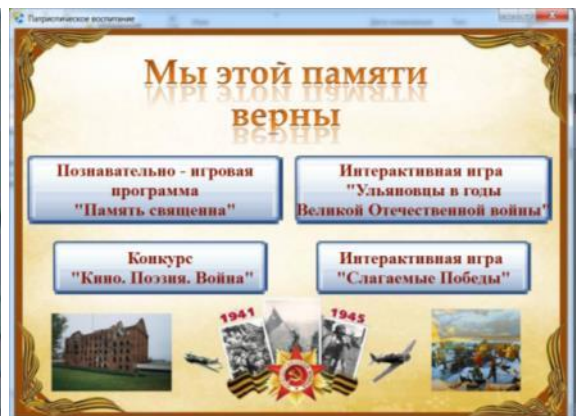 Патриотическое воспитание
Мы этой памяти
верны
Познавательно - игровая
программа
"Память священна"
Интерактивная игра
"Ульяновцы в годы
Великой Отечественной войны"
Конкурс
"Кино. Поэзия. Война"
Интерактивная игра
"Слагаемые Победы"
1941
1945